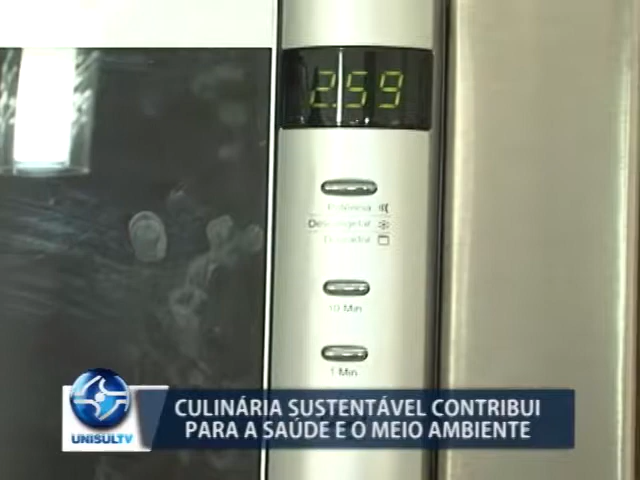 2:59
Potência
Descongelar
10 Min
1 Min
CULINÁRIA SUSTENTÁVEL CONTRIBUI
PARA A SAÚDE E O MEIO AMBIENTE
UNISULTV